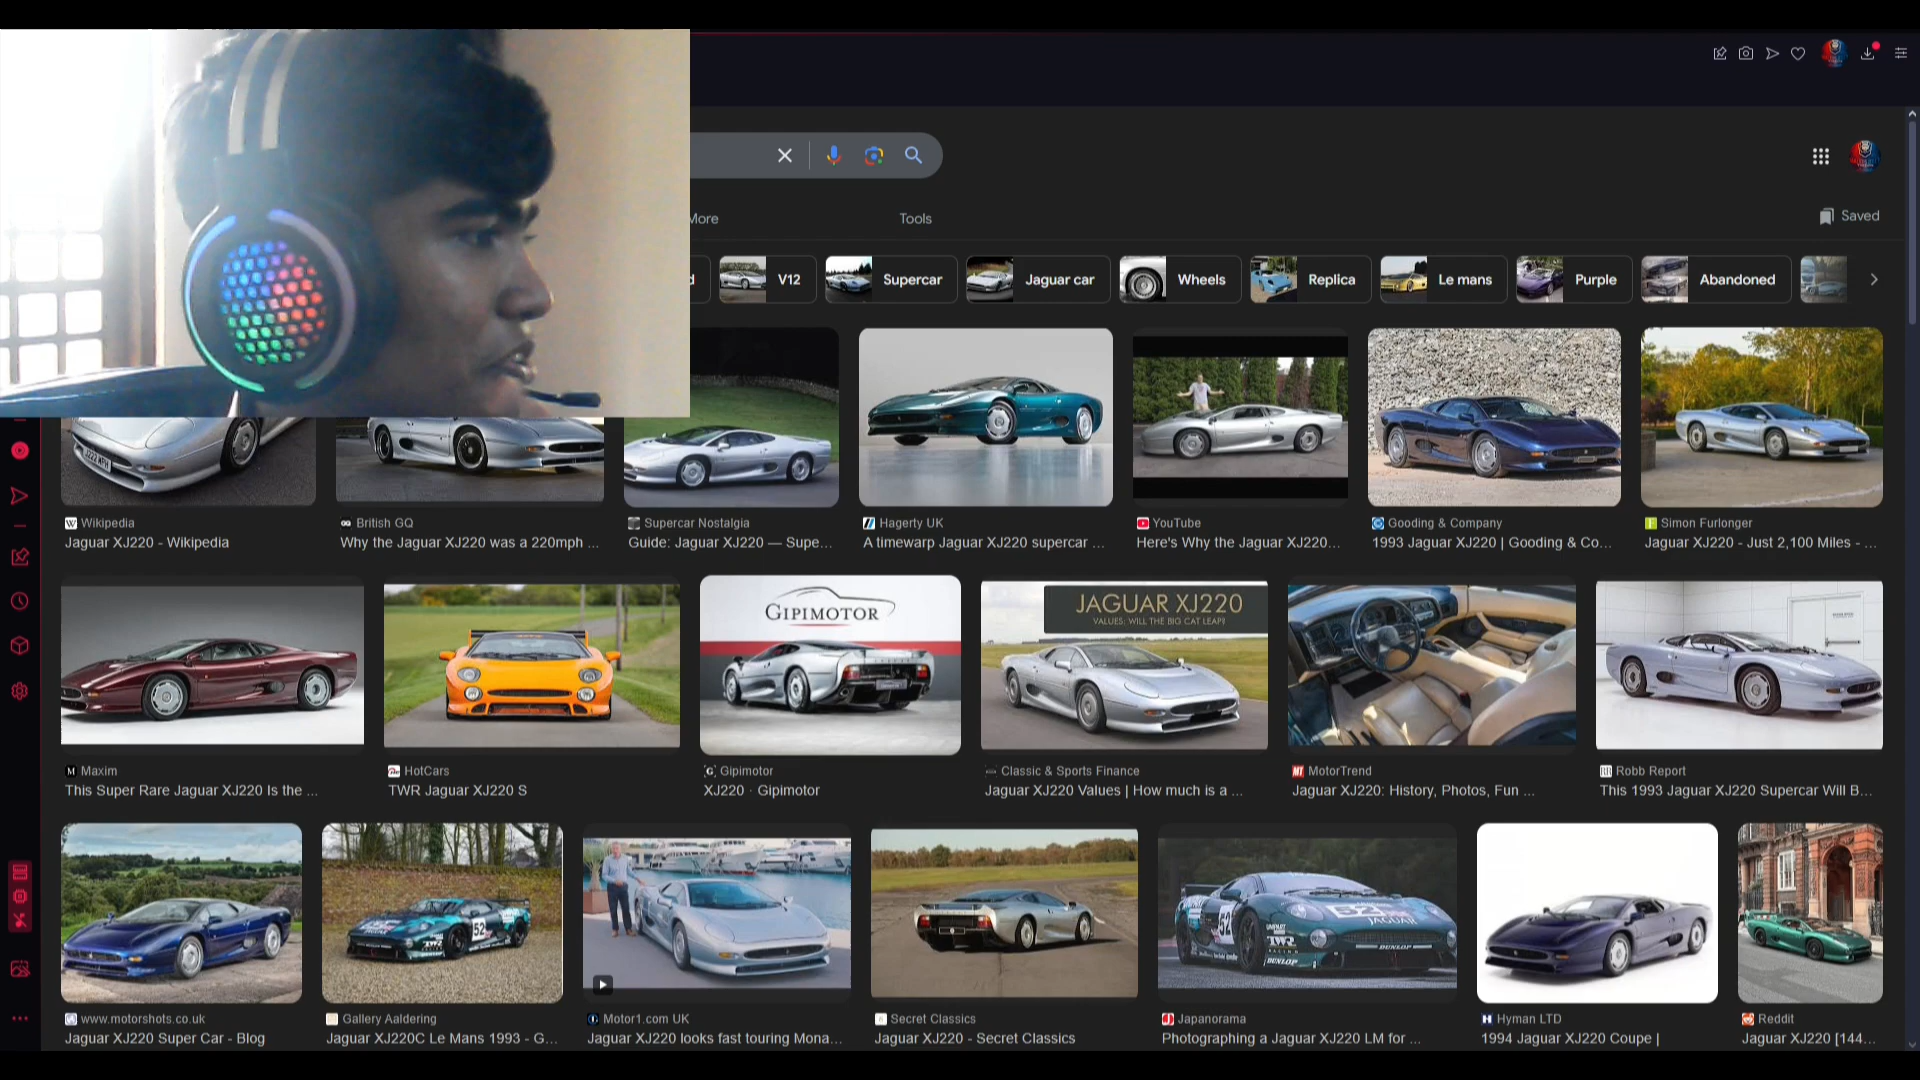 More
Tools
Saved
d
V12
Supercar
Jaguar car
Wheels
Replica
Le mans
Purple
Abandoned
Wikipedia
Jaguar XJ220 - Wikipedia
British GQ
Why the Jaguar XJ220 was a 220mph ...
Supercar Nostalgia
Guide: Jaguar XJ220 — Supe...
Hagerty UK
A timewarp Jaguar XJ220 supercar ...
YouTube
Here's Why the Jaguar XJ220...
Gooding & Company
1993 Jaguar XJ220 | Gooding & Co...
Simon Furlonger
Jaguar XJ220 - Just 2,100 Miles - ...
GIPIMOTOR
JAGUAR XJ220
VALUES: WILL THE BIG CAT LEAP?
Maxim
This Super Rare Jaguar XJ220 Is the ...
HotCars
TWR Jaguar XJ220 S
Gipimotor
XJ220 · Gipimotor
Classic & Sports Finance
Jaguar XJ220 Values | How much is a ...
MotorTrend
Jaguar XJ220: History, Photos, Fun ...
Robb Report
This 1993 Jaguar XJ220 Supercar Will B...
52
52
JAGUAR
52
TWR
DUNLOP
DUNLOP
www.motorshots.co.uk
Jaguar XJ220 Super Car - Blog
Gallery Aaldering
Jaguar XJ220C Le Mans 1993 - G...
Motor1.com UK
Jaguar XJ220 looks fast touring Mona...
Secret Classics
Jaguar XJ220 - Secret Classics
Japanorama
Photographing a Jaguar XJ220 LM for ...
Hyman LTD
1994 Jaguar XJ220 Coupe |
Reddit
Jaguar XJ220 [144...